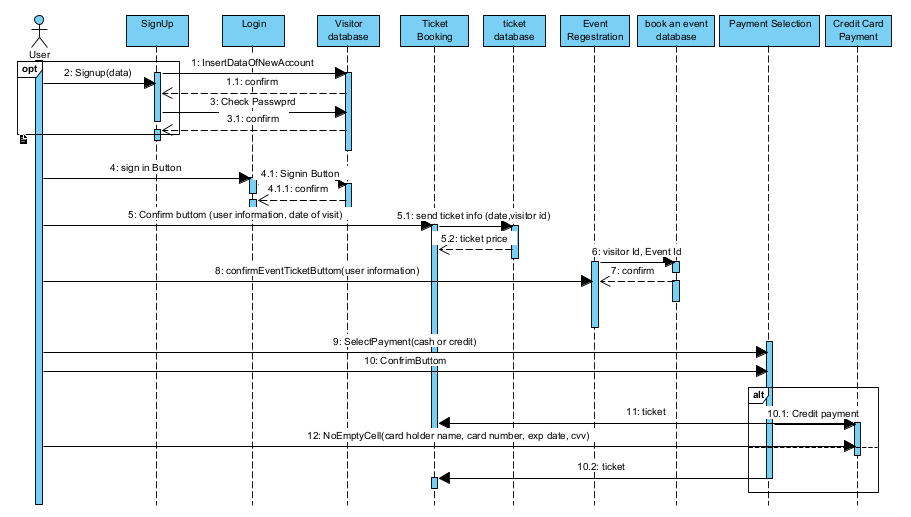 SignUp
Login
Visitor
database
Ticket
Booking
ticket
database
Event
Regestration
book an event
database
Payment Selection
Credit Card
Payment
User
opt
1: InsertDataOfNewAccount
2: Signup(data)
1.1: confirm
3: Check Passwprd
3.1: confirm
4: sign in Button
4.1: Signin Button
4.1.1: confirm
5: Confirm buttom (user information, date of visit)
5.1: send ticket info (date,visitor id)
5.2: ticket price
6: visitor Id, Event Id
7: confirm
8: confirmEventTicketButtom(user information)
9: SelectPayment(cash or credit)
10: ConfrimButtom
alt
11: ticket
10.1: Credit payment
12: NoEmptyCell(card holder name, card number, exp date, cvv)
10.2: ticket